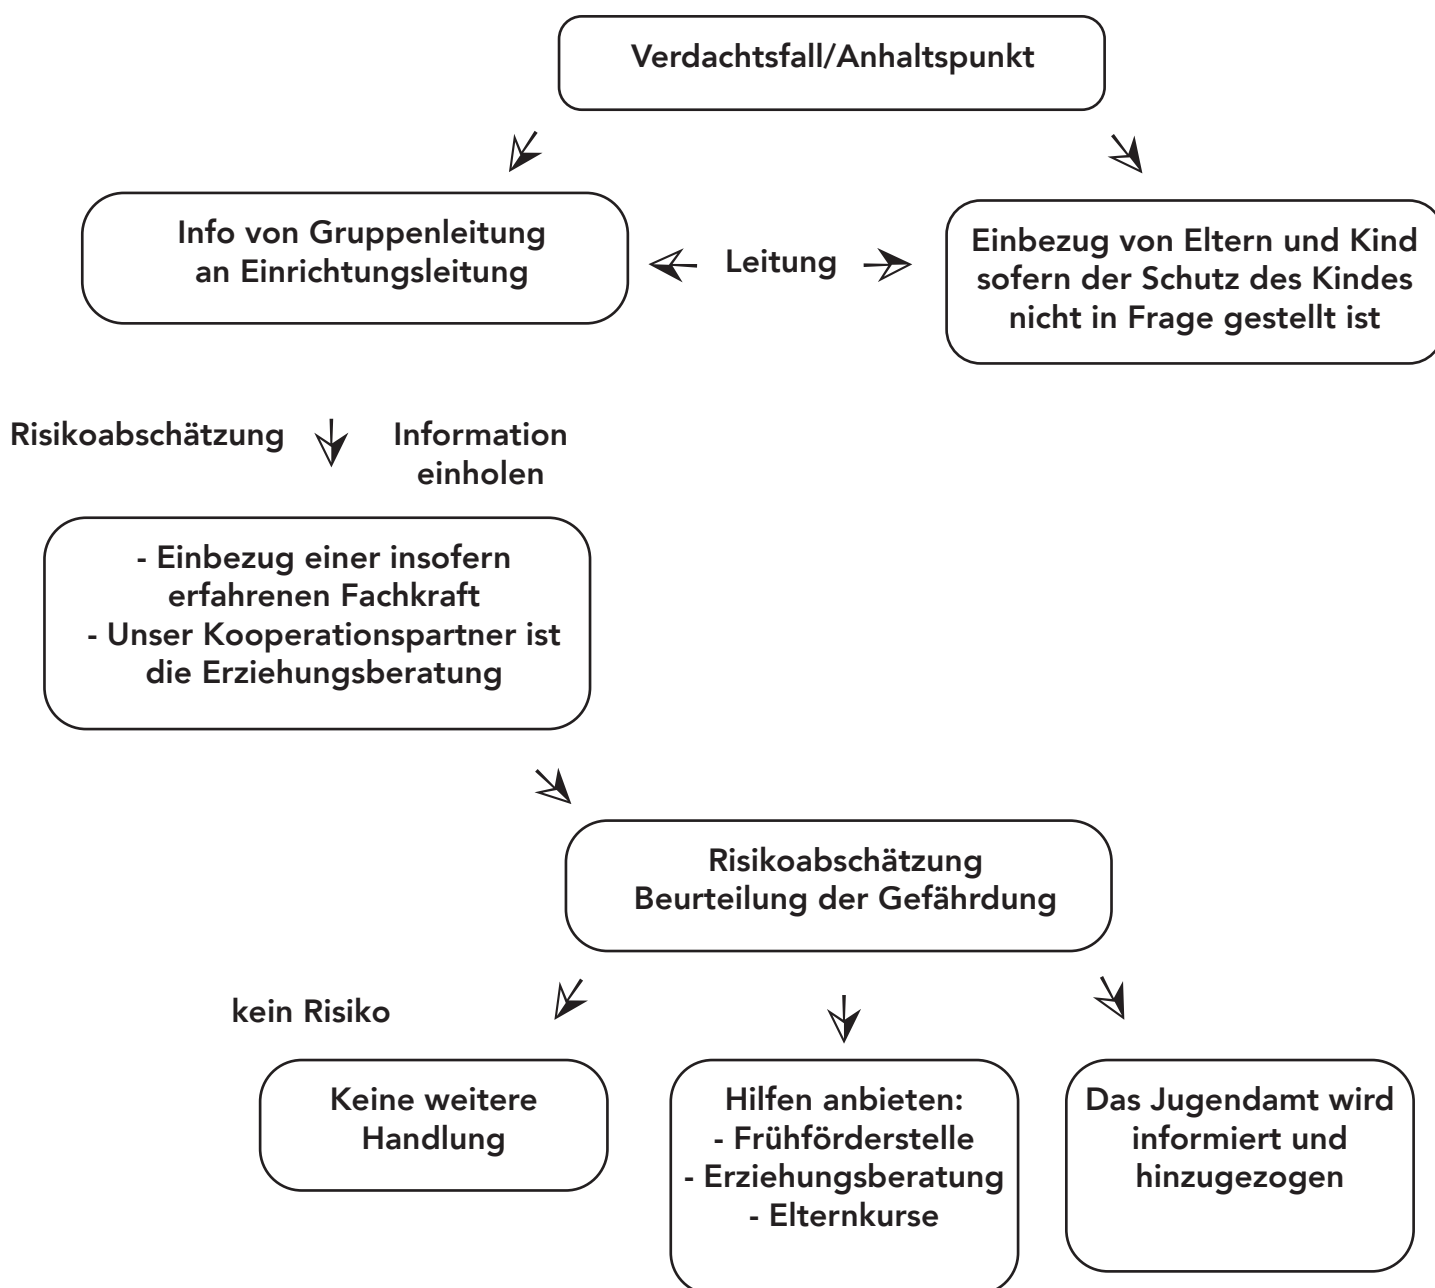 Verdachtsfall/Anhaltspunkt
Info von Gruppenleitung
an Einrichtungsleitung
Leitung
Einbezug von Eltern und Kind
sofern der Schutz des Kindes
nicht in Frage gestellt ist
Risikoabschätzung
Information
einholen
- Einbezug einer insofern
erfahrenen Fachkraft
- Unser Kooperationspartner ist
die Erziehungsberatung
Risikoabschätzung
Beurteilung der Gefährdung
kein Risiko
Keine weitere
Handlung
Hilfen anbieten:
- Frühförderstelle
- Erziehungsberatung
- Elternkurse
Das Jugendamt wird
informiert und
hinzugezogen